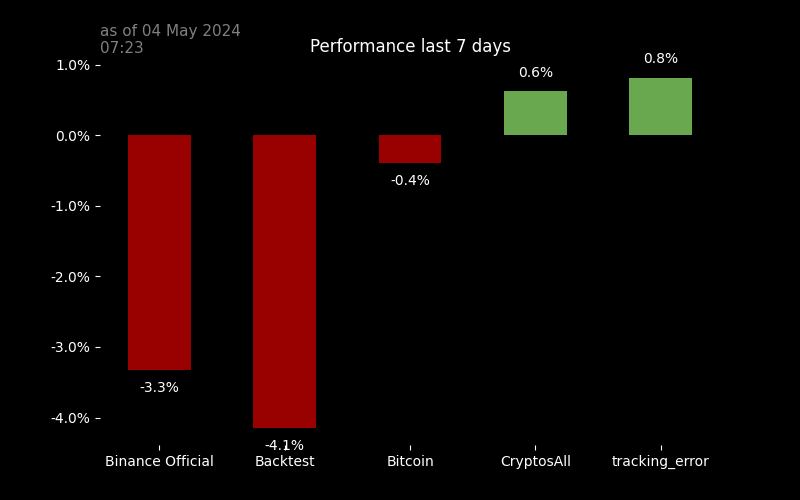 as of 04 May 2024
07:23
Performance last 7 days
1.0%
0.0%
-1.0%
-2.0%
-3.0%
-4.0%
0.6%
0.8%
-0.4%
-3.3%
-4.1%
Binance Official
Backtest
Bitcoin
CryptosAll
tracking_error